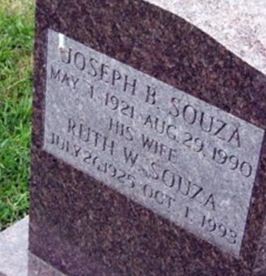 JOSEPH B. SOUZA
MAY 1, 1921 AUG. 29, 1990
HIS WIFE
RUTH W. SOUZA
JULY 26, 1925 OCT. 1, 1993